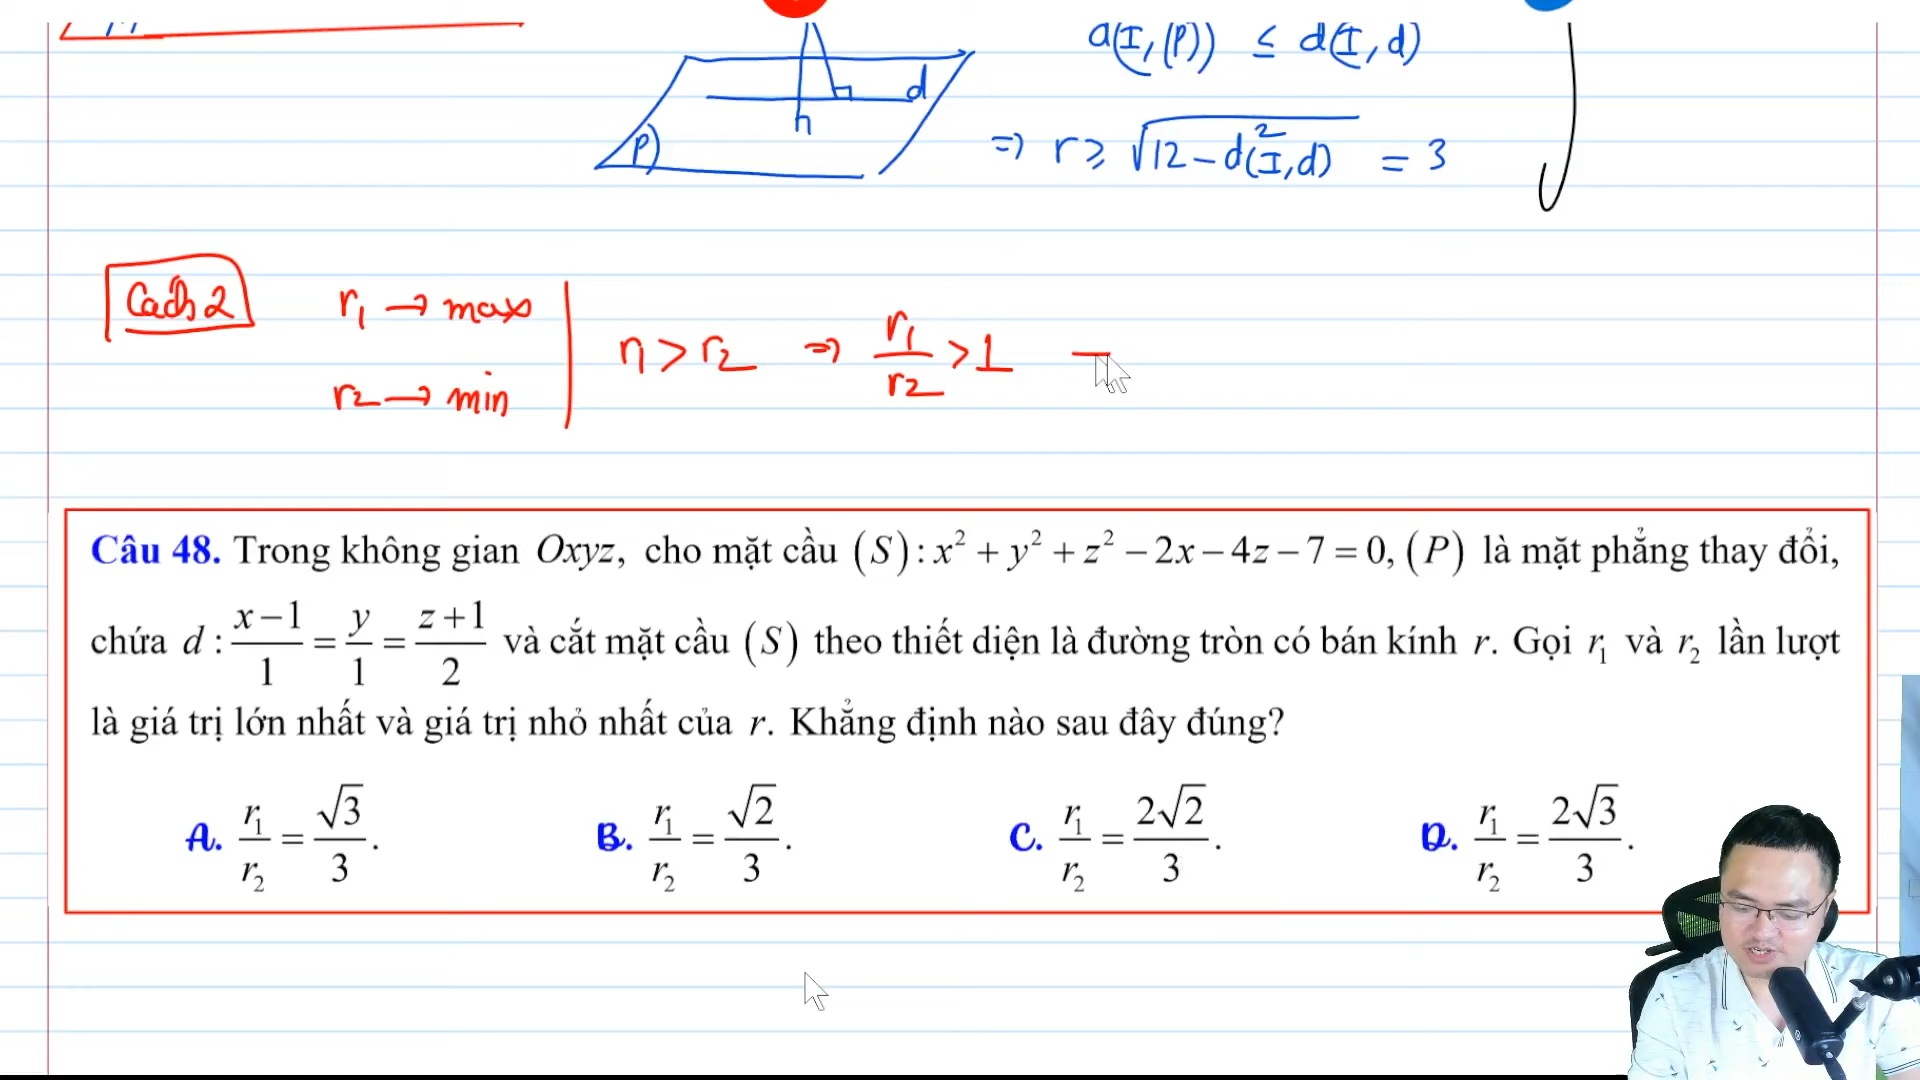 d(I,(P)) ≤ d(I,d)
d
h
P)
=) r ≥ √12 - d²(I,d) = 3
Cách 2
r₁ → max
r₂ → min
r₁ > r₂ => r₁/r₂ > 1
Câu 48. Trong không gian Oxyz, cho mặt cầu (S): x² + y² + z² − 2x − 4z − 7 = 0, (P) là mặt phẳng thay đổi,
chứa d : (x−1)/1 = y/1 = (z+1)/2 và cắt mặt cầu (S) theo thiết diện là đường tròn có bán kính r. Gọi r₁ và r₂ lần lượt
là giá trị lớn nhất và giá trị nhỏ nhất của r. Khẳng định nào sau đây đúng?
A. r₁/r₂ = √3/3. B. r₁/r₂ = √2/3. C. r₁/r₂ = 2√2/3. D. r₁/r₂ = 2√3/3.